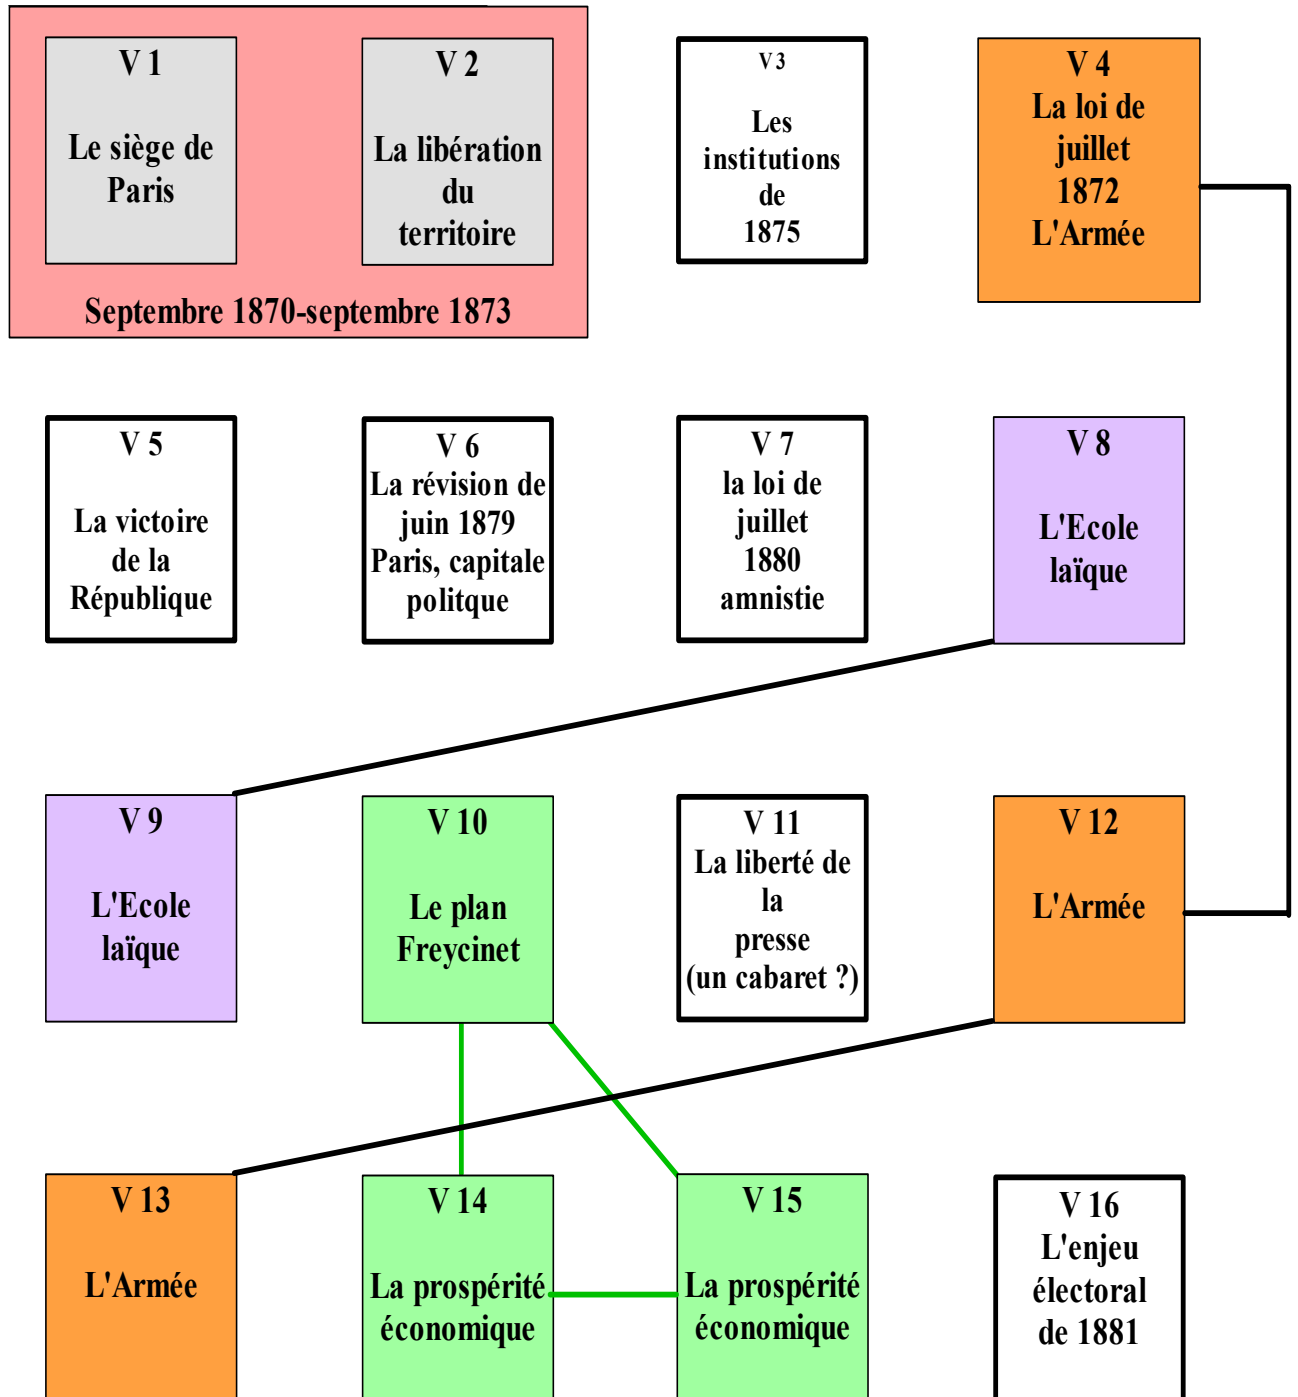 V 1
Le siège de
Paris
V 2
La libération
du
territoire
Septembre 1870-septembre 1873
V 3
Les
institutions
de
1875
V 4
La loi de
juillet
1872
L'Armée
V 5
La victoire
de la
République
V 6
La révision de
juin 1879
Paris, capitale
politque
V 7
la loi de
juillet
1880
amnistie
V 8
L'Ecole
laïque
V 9
L'Ecole
laïque
V 10
Le plan
Freycinet
V 11
La liberté de
la
presse
(un cabaret ?)
V 12
L'Armée
V 13
L'Armée
V 14
La prospérité
économique
V 15
La prospérité
économique
V 16
L'enjeu
électoral
de 1881